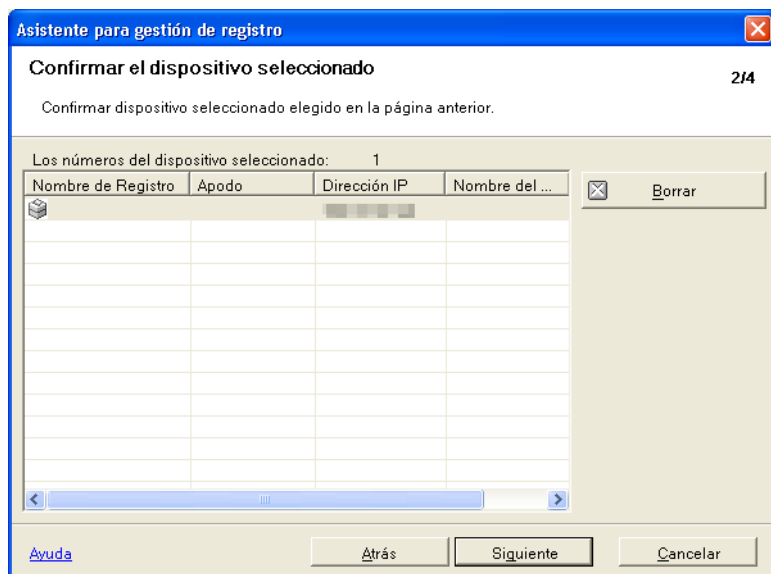 Asistente para gestión de registro
Confirmar el dispositivo seleccionado
2/4
Confirmar dispositivo seleccionado elegido en la página anterior.
Los números del dispositivo seleccionado: 1
Nombre de Registro Apodo Dirección IP Nombre del ...
Borrar
Ayuda Atrás Siguiente Cancelar